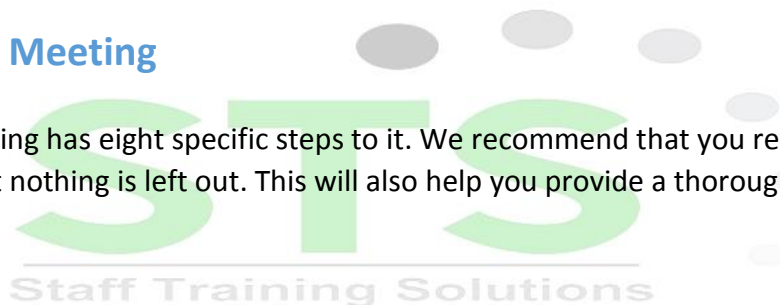 Meeting
ing has eight specific steps to it. We recommend that you re
t nothing is left out. This will also help you provide a thoroug
STS
Staff Training Solutions